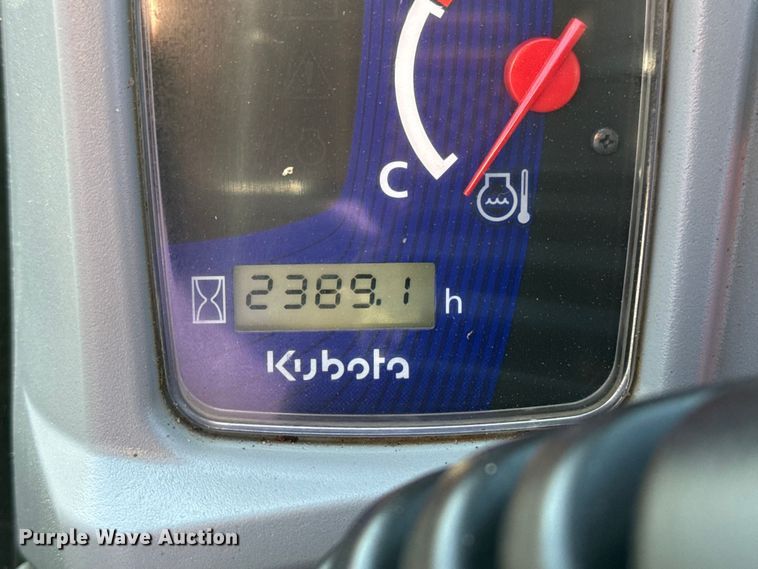 C
2389.1 h
Kubota
Purple Wave Auction